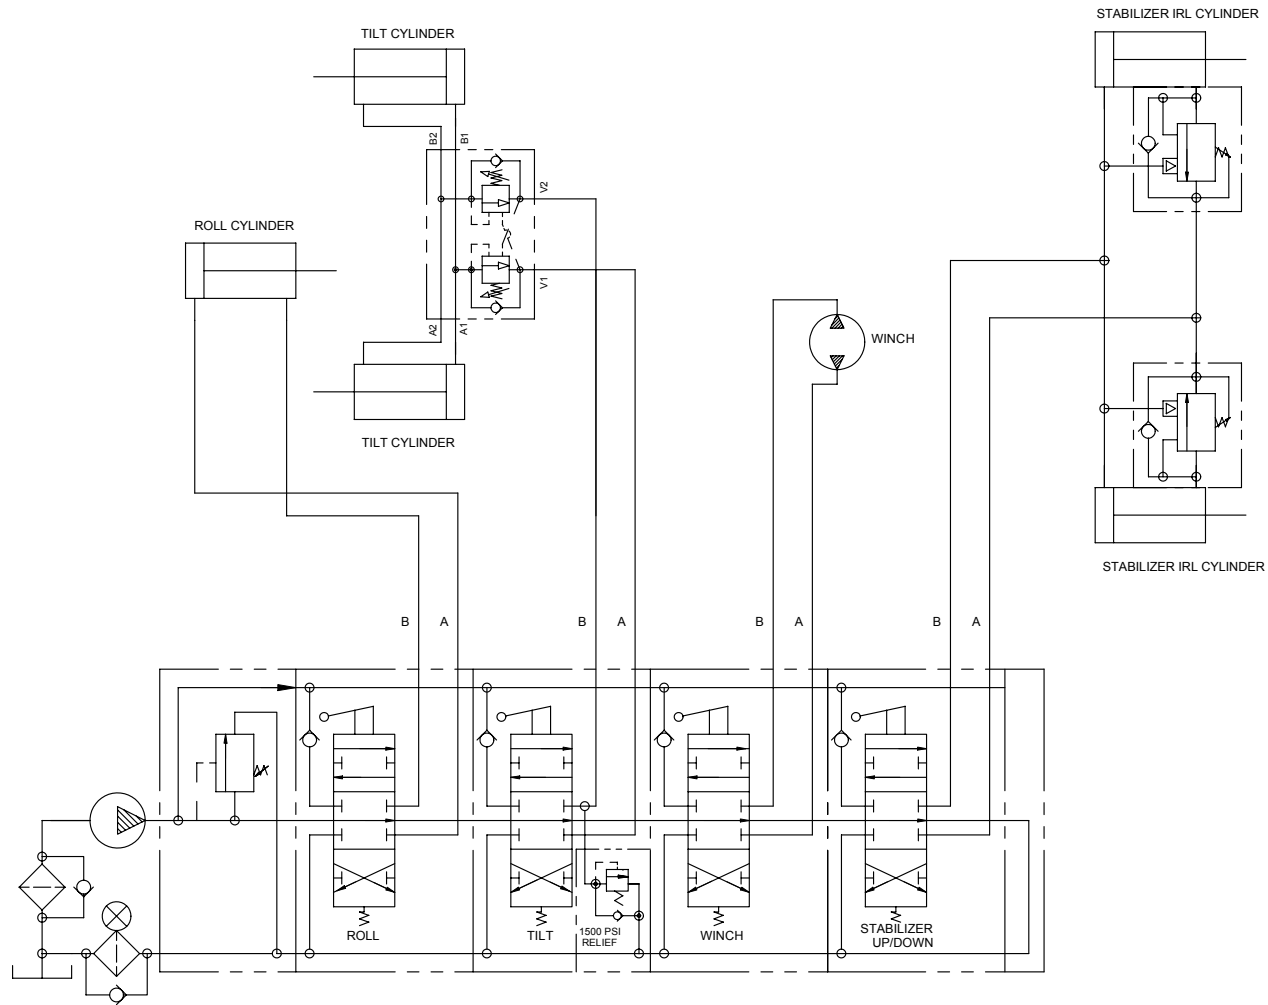 STABILIZER IRL CYLINDER
TILT CYLINDER
B2
B1
V2
ROLL CYLINDER
V1
A2
A1
WINCH
TILT CYLINDER
STABILIZER IRL CYLINDER
B
A
B
A
B
A
B
A
ROLL
TILT
1500 PSI
RELIEF
WINCH
STABILIZER
UP/DOWN